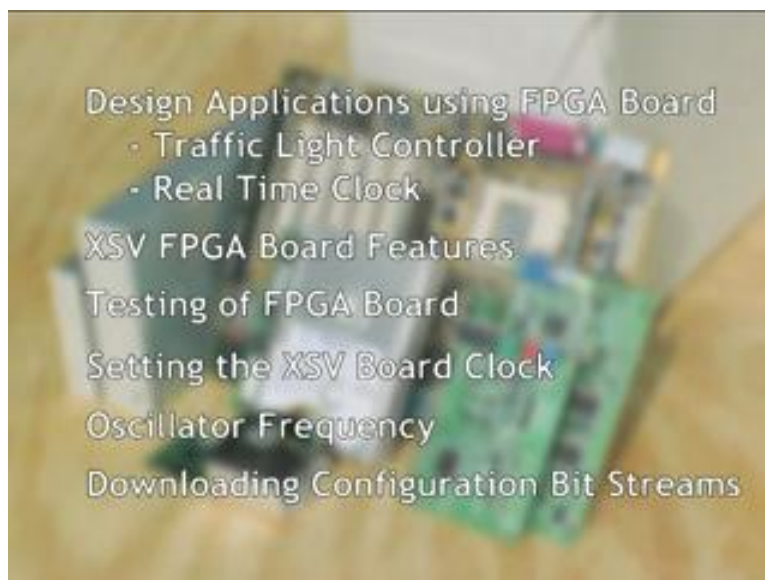 Design Applications using FPGA Board
- Traffic Light Controller
- Real Time Clock
XSV FPGA Board Features
Testing of FPGA Board
Setting the XSV Board Clock
Oscillator Frequency
Downloading Configuration Bit Streams